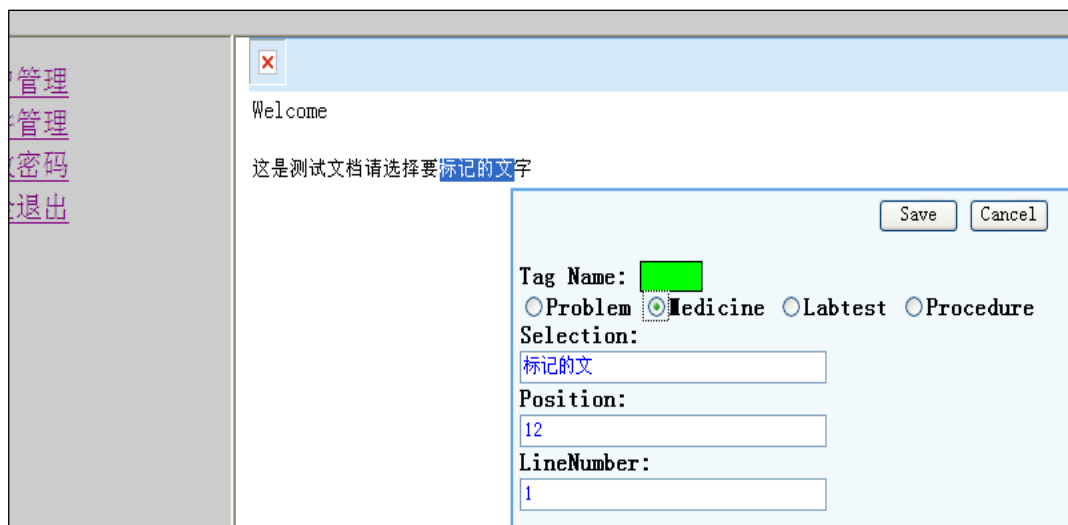 管理
管理
密码
退出
Welcome
这是测试文档请选择要标记的文字
Save Cancel
Tag Name:
Problem Medicine Labtest Procedure
Selection:
标记的文
Position:
12
LineNumber:
1